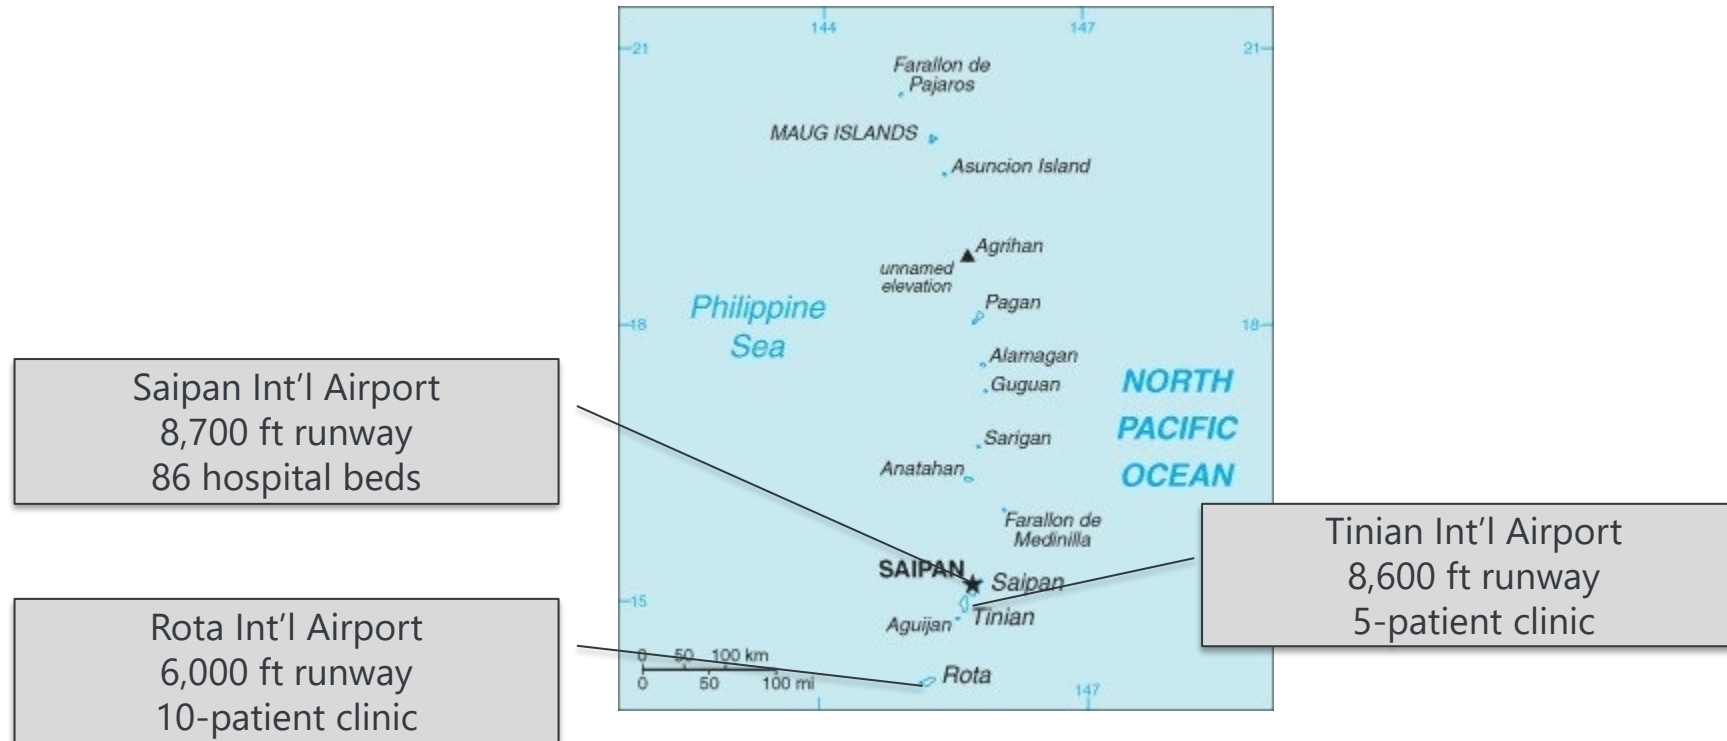 144
147
21
21
Farallon de
Pajaros
MAUG ISLANDS
Asuncion Island
Agrihan
unnamed
elevation
Pagan
Philippine
Sea
18
18
Alamagan
Guguan
NORTH
PACIFIC
OCEAN
Sarigan
Anatahan
Farallon de
Medinilla
SAIPAN
Saipan
15
Tinian
Aguijan
0 50 100 km
0 50 100 mi
Rota
147
Saipan Int’l Airport
8,700 ft runway
86 hospital beds
Tinian Int’l Airport
8,600 ft runway
5-patient clinic
Rota Int’l Airport
6,000 ft runway
10-patient clinic